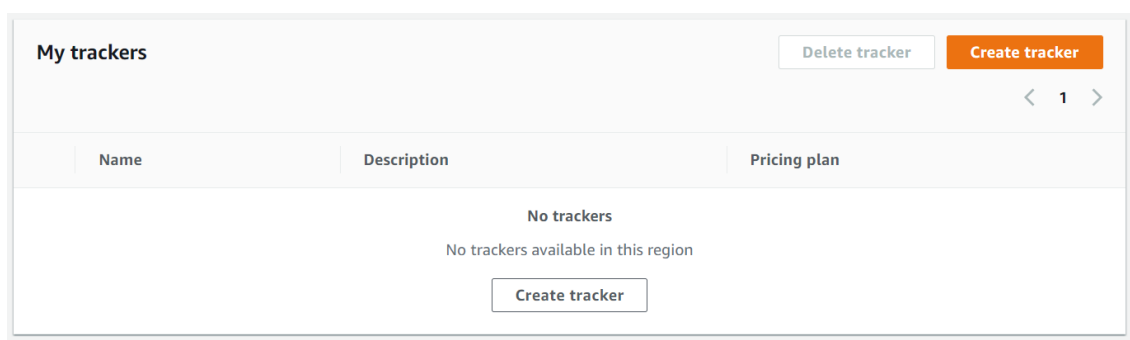 My trackers
Delete tracker
Create tracker
1
Name
Description
Pricing plan
No trackers
No trackers available in this region
Create tracker